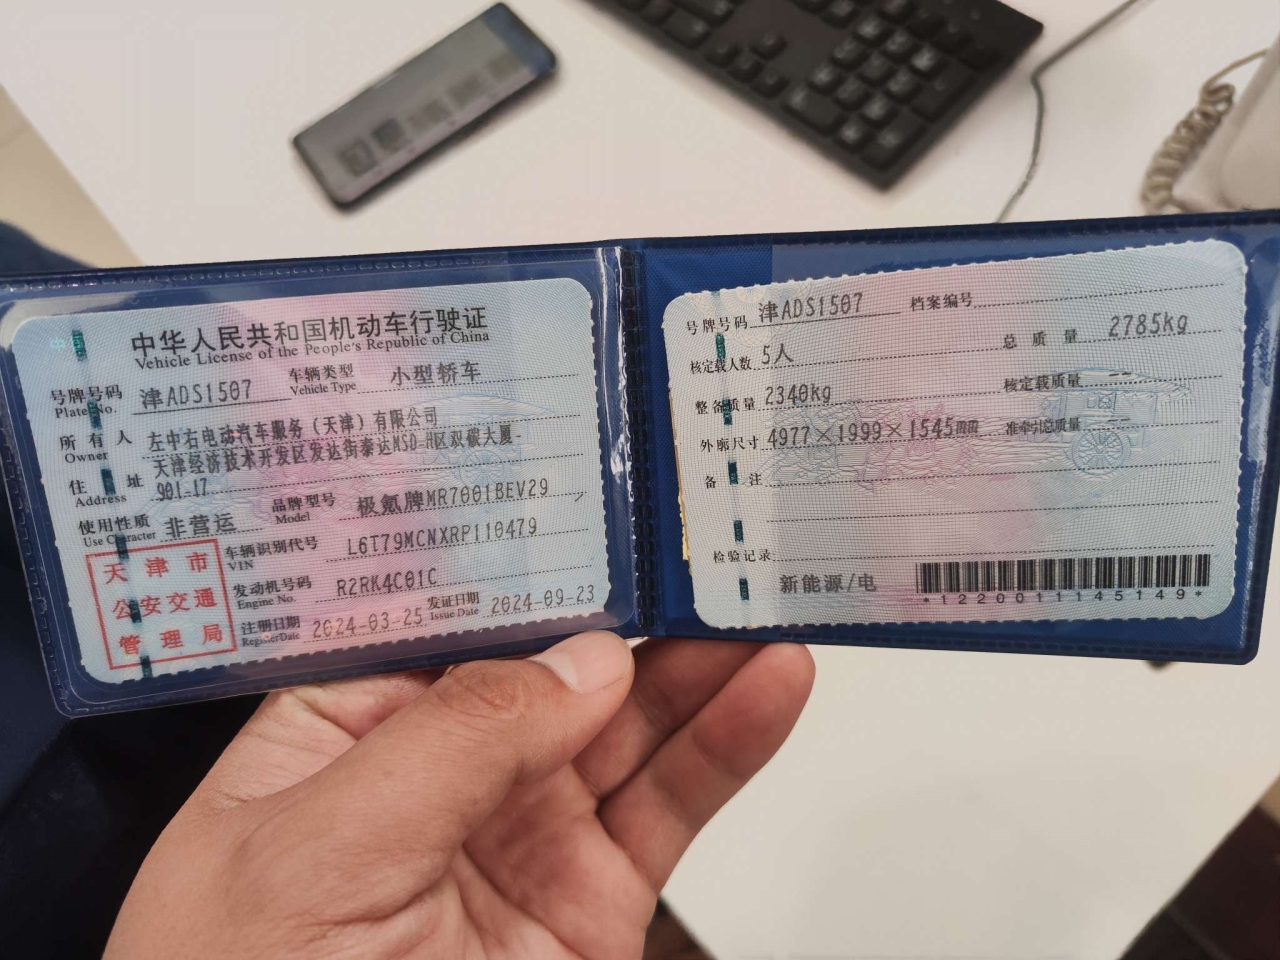 中华人民共和国机动车行驶证
Vehicle License of the People's Republic of China
号牌号码 津ADS1507 车辆类型 小型轿车
Plate No. Vehicle Type
所有人 左中右电动汽车服务（天津）有限公司
Owner
住址 天津经济技术开发区发达街泰达MSD-H区双碳大厦-
Address 901-17
使用性质 非营运 品牌型号 极氪牌MR7001BEV29
Use Character Model
车辆识别代号 L6T79MCNXRP110479
VIN
发动机号码 R2RK4C01C
Engine No.
注册日期 2024-03-25 发证日期 2024-09-23
Register Date Issue Date
天津市
公安交通
管理局
号牌号码 津ADS1507 档案编号
核定载人数 5人 总质量 2785kg
整备质量 2340kg 核定载质量 --
外廓尺寸 4977×1999×1545mm 准牵引总质量
备注
检验记录
新能源/电
*1220011145149*